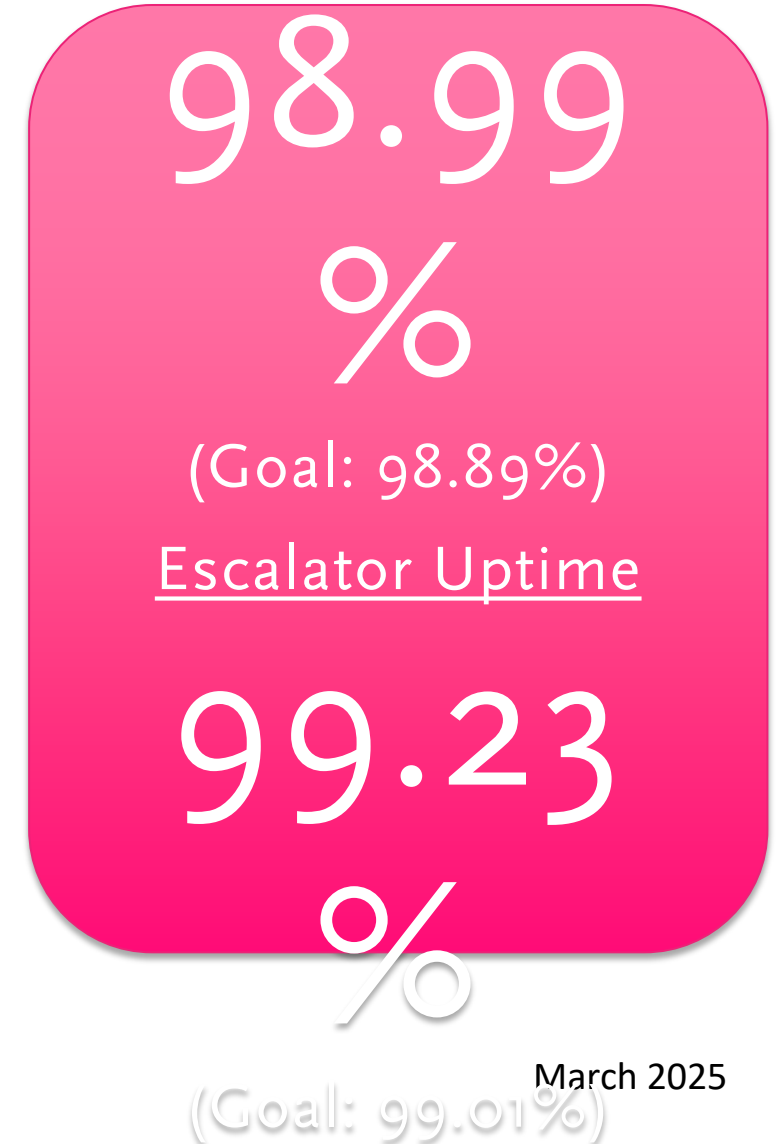 98.99
%
(Goal: 98.89%)
Escalator Uptime
99.23
%
March 2025
(Goal: 99.01%)